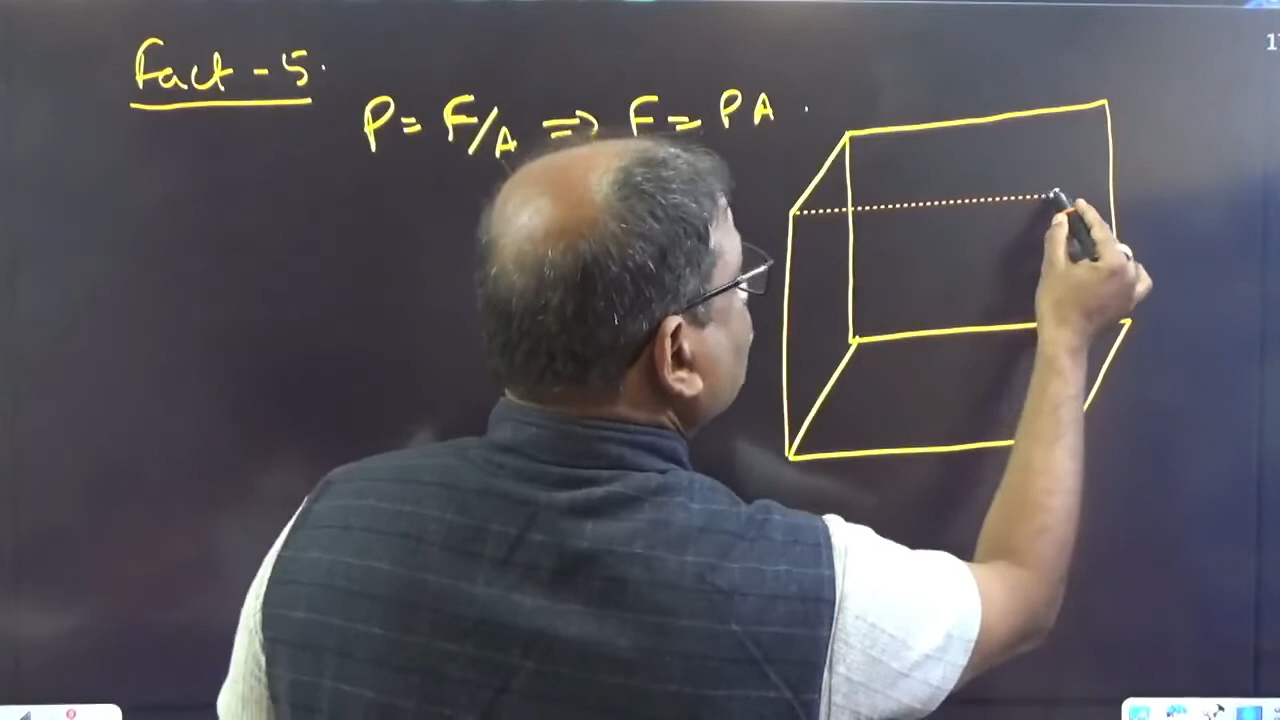 Fact - 5.
P = F/A ⇒ F = PA.